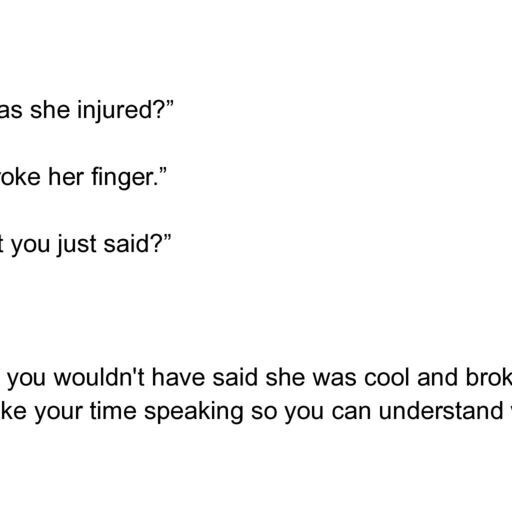 as she injured?”
oke her finger.”
t you just said?”
you wouldn't have said she was cool and brok
ke your time speaking so you can understand